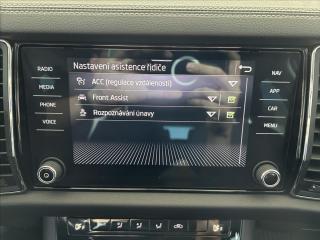 Nastavení asistence řidiče
RADIO
MEDIA
PHONE
VOICE
ACC (regulace vzdálenosti)
Front Assist
Rozpoznávání únavy
NAV
APP
CAR
MENU